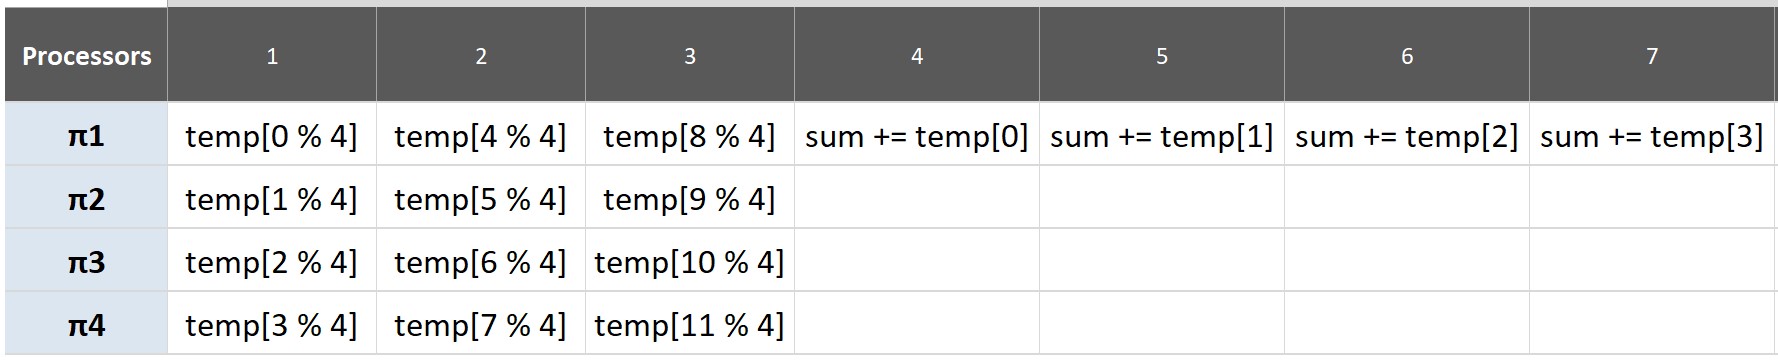 Processors 1 2 3 4 5 6 7
π1 temp[0 % 4] temp[4 % 4] temp[8 % 4] sum += temp[0] sum += temp[1] sum += temp[2] sum += temp[3]
π2 temp[1 % 4] temp[5 % 4] temp[9 % 4]
π3 temp[2 % 4] temp[6 % 4] temp[10 % 4]
π4 temp[3 % 4] temp[7 % 4] temp[11 % 4]